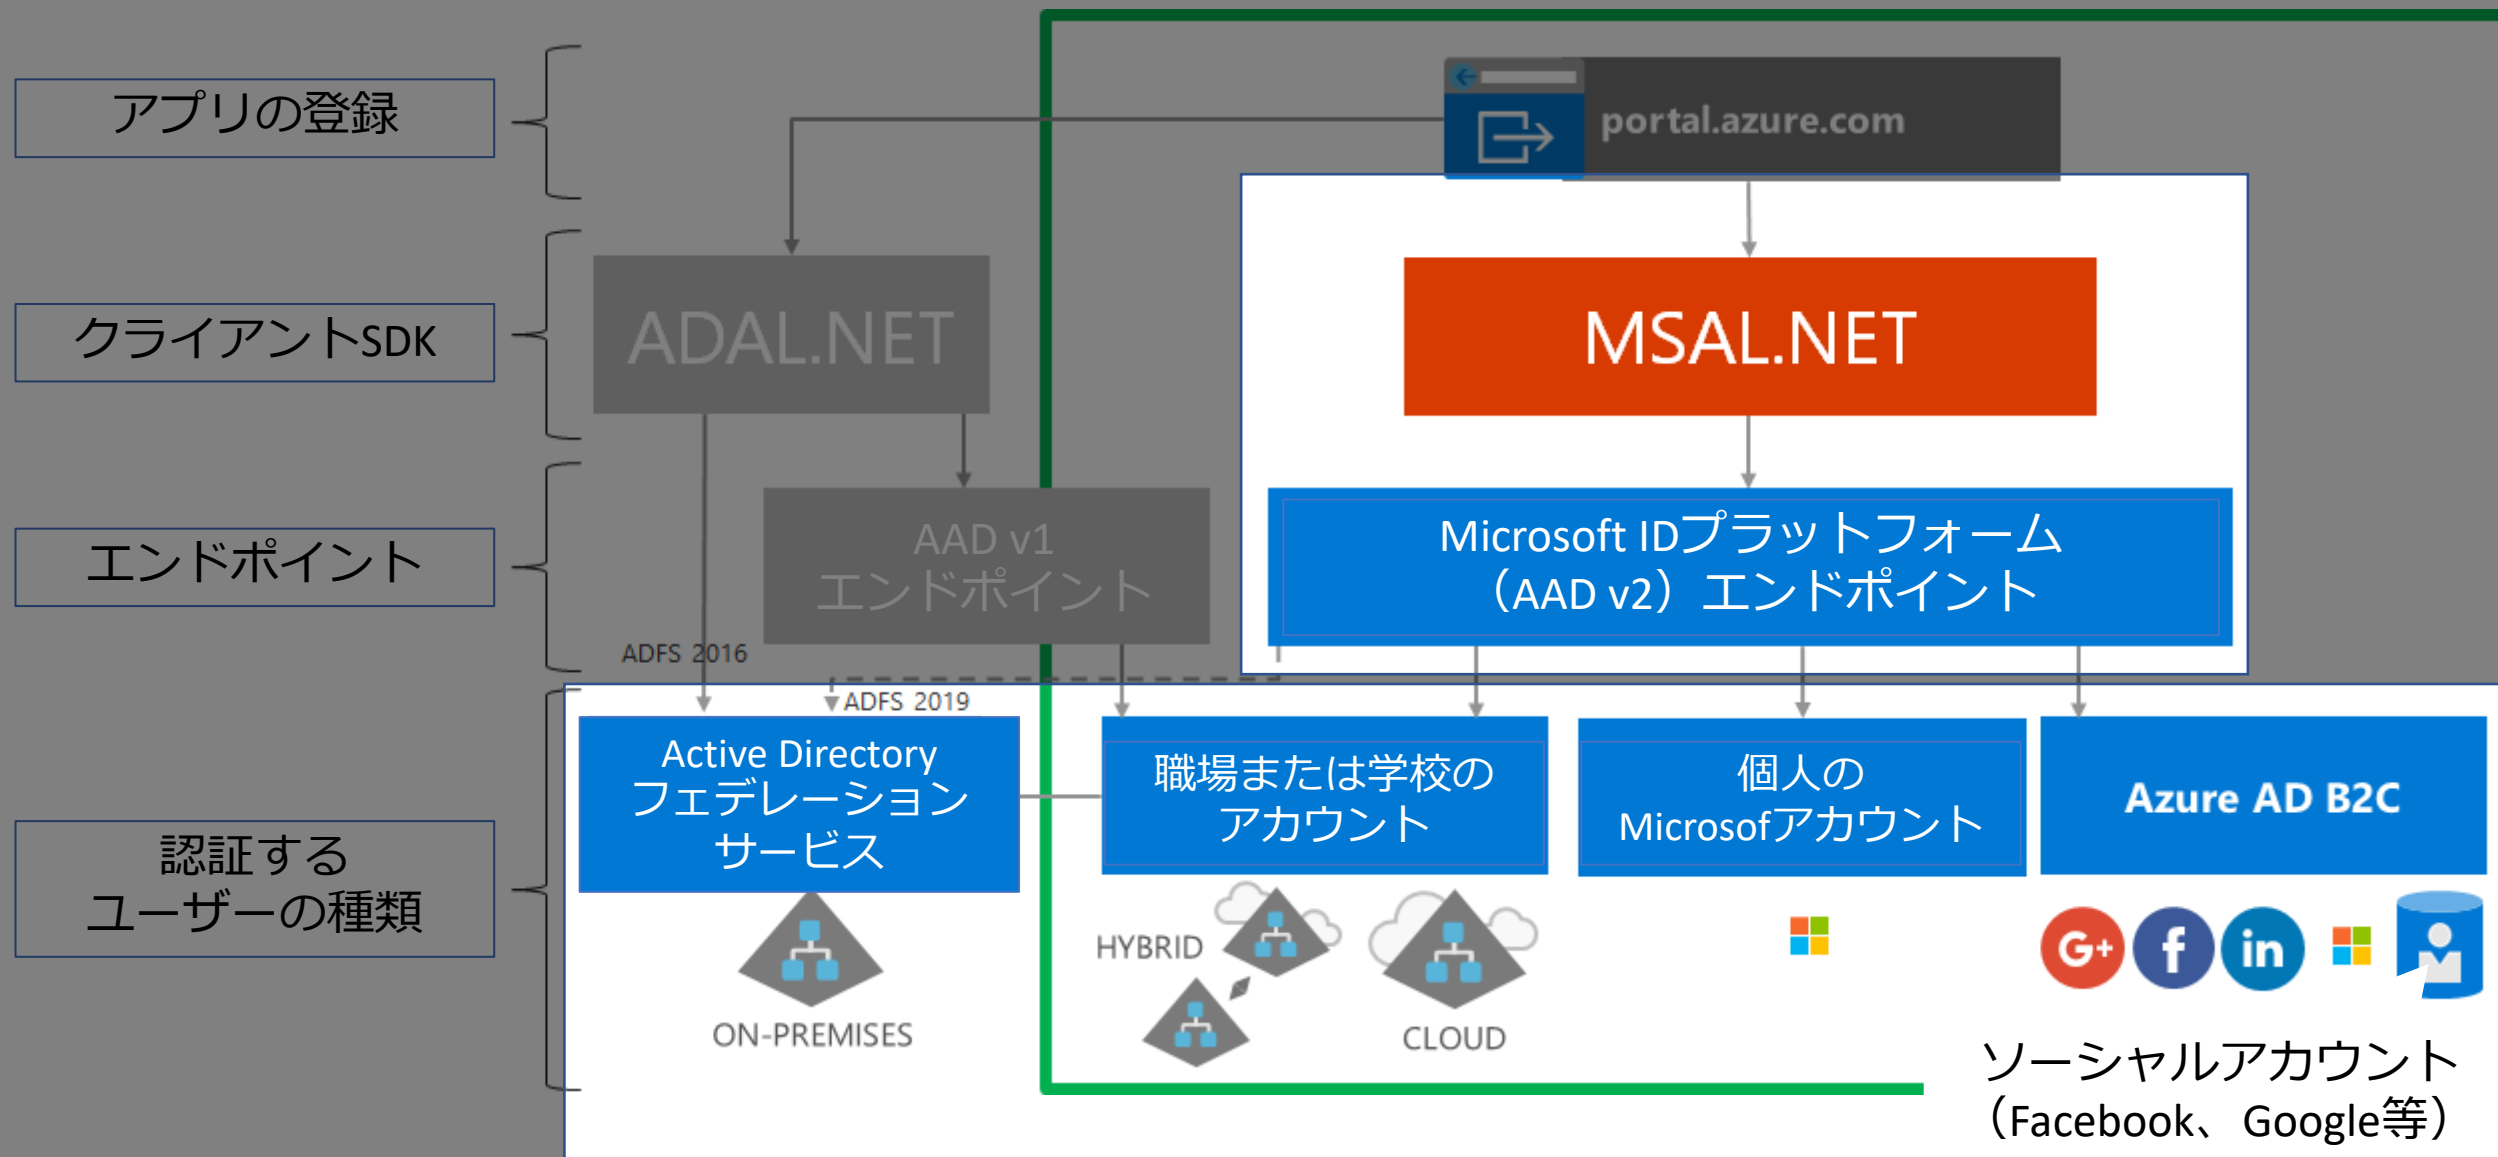 アプリの登録
portal.azure.com
クライアントSDK
ADAL.NET
MSAL.NET
エンドポイント
AAD v1
エンドポイント
Microsoft IDプラットフォーム
（AAD v2）エンドポイント
ADFS 2016
ADFS 2019
認証する
ユーザーの種類
Active Directory
フェデレーション
サービス
職場または学校の
アカウント
個人の
Microsofアカウント
Azure AD B2C
ON-PREMISES
HYBRID
CLOUD
G+
f
in
ソーシャルアカウント
（Facebook、Google等）